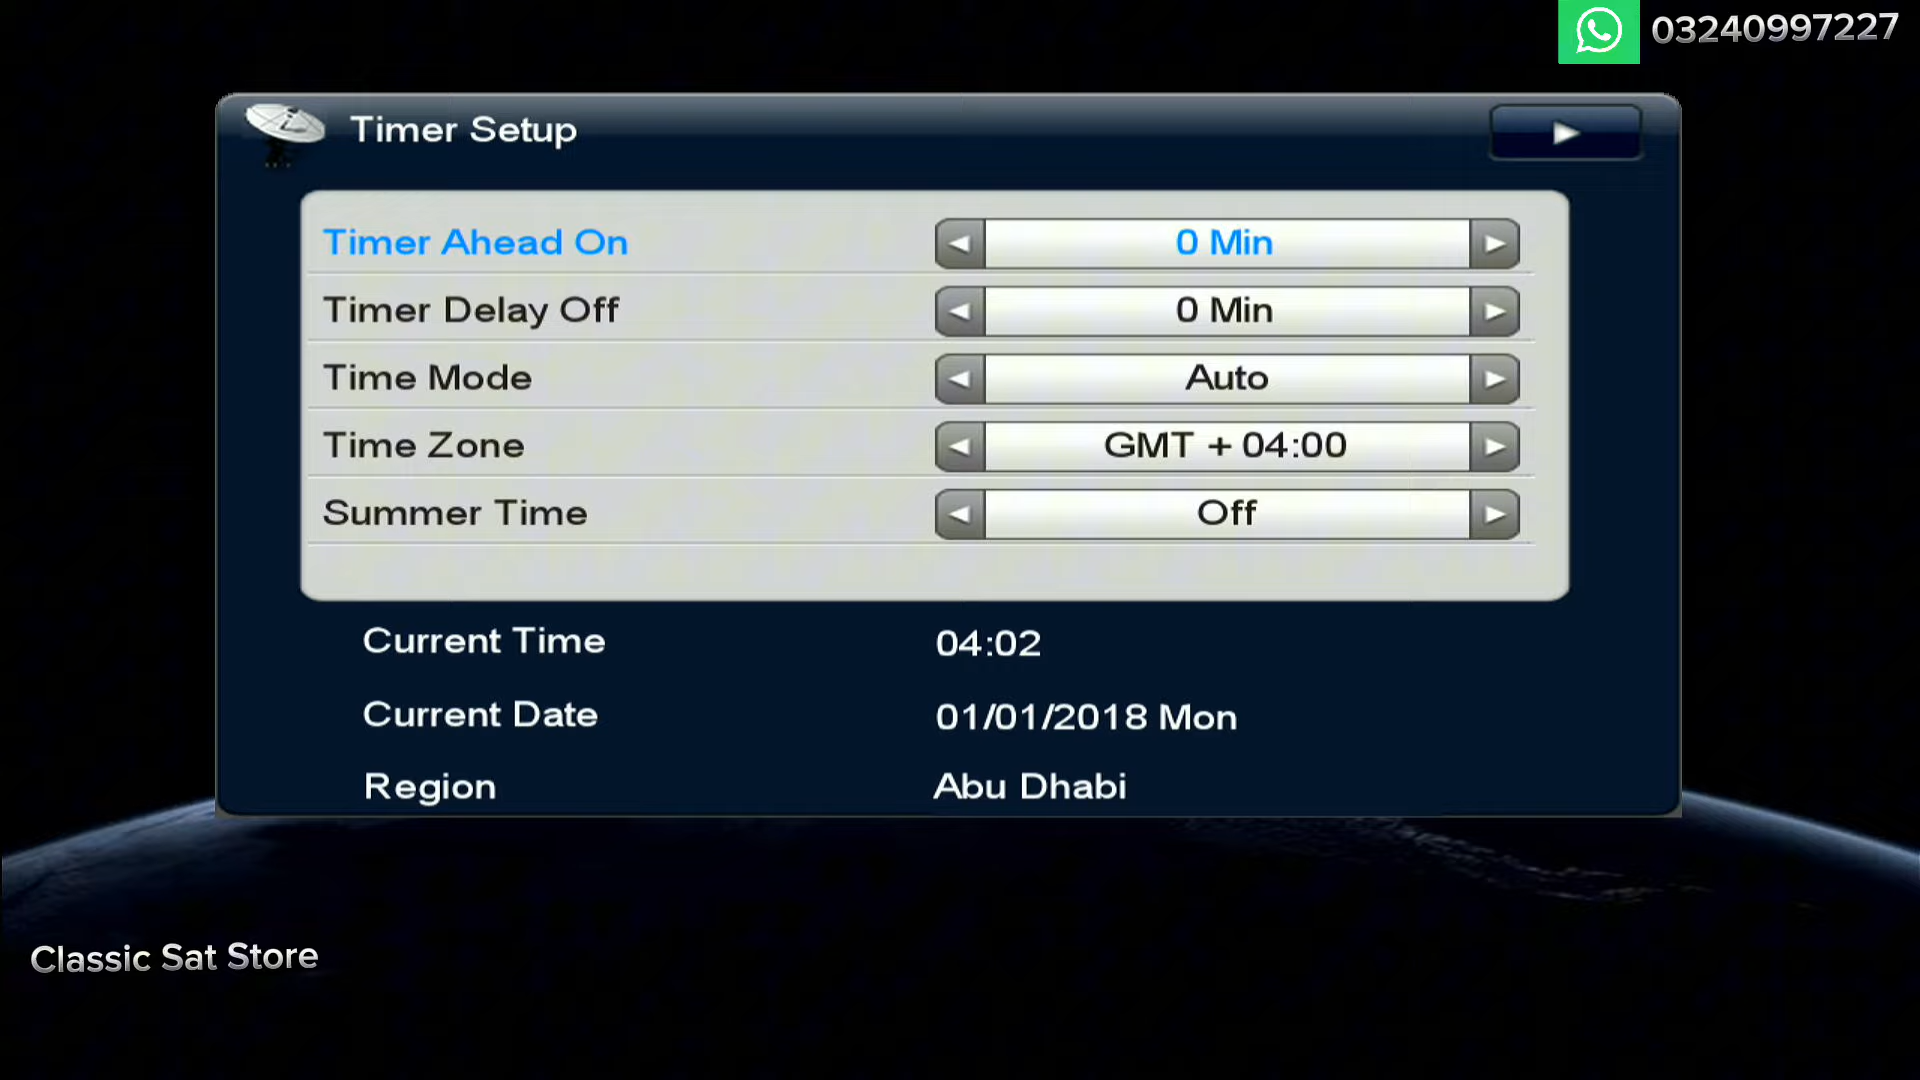 03240997227
Timer Setup
Timer Ahead On 0 Min
Timer Delay Off 0 Min
Time Mode Auto
Time Zone GMT + 04:00
Summer Time Off
Current Time 04:02
Current Date 01/01/2018 Mon
Region Abu Dhabi
Classic Sat Store